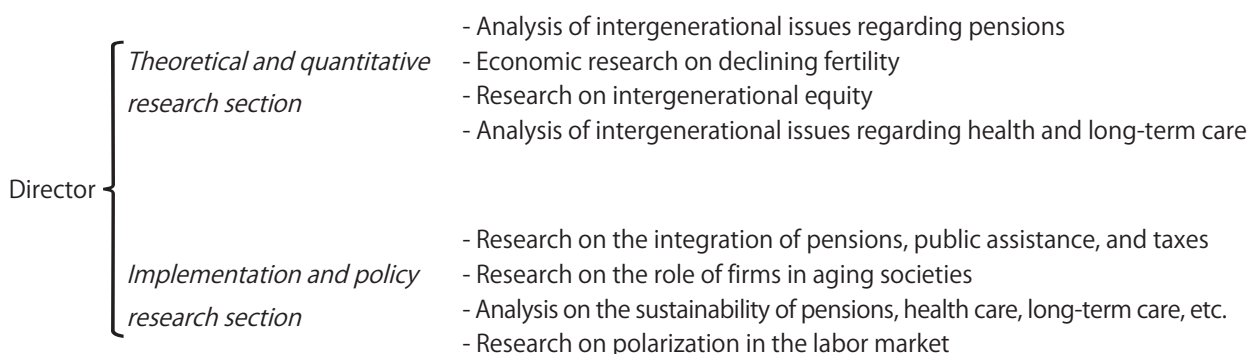 Director
Theoretical and quantitative
research section
- Analysis of intergenerational issues regarding pensions
- Economic research on declining fertility
- Research on intergenerational equity
- Analysis of intergenerational issues regarding health and long-term care
Implementation and policy
research section
- Research on the integration of pensions, public assistance, and taxes
- Research on the role of firms in aging societies
- Analysis on the sustainability of pensions, health care, long-term care, etc.
- Research on polarization in the labor market